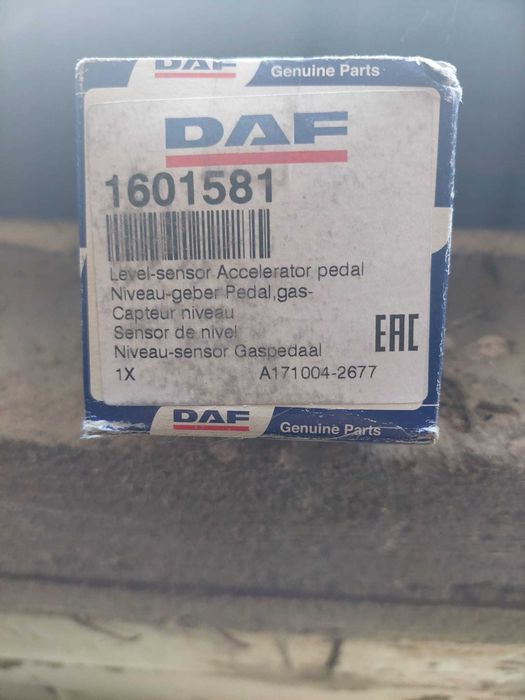 DAF Genuine Parts
DAF
1601581
Level-sensor Accelerator pedal
Niveau-geber Pedal,gas-
Capteur niveau
Sensor de nivel
Niveau-sensor Gaspedaal
EAC
1X A171004-2677
DAF Genuine Parts